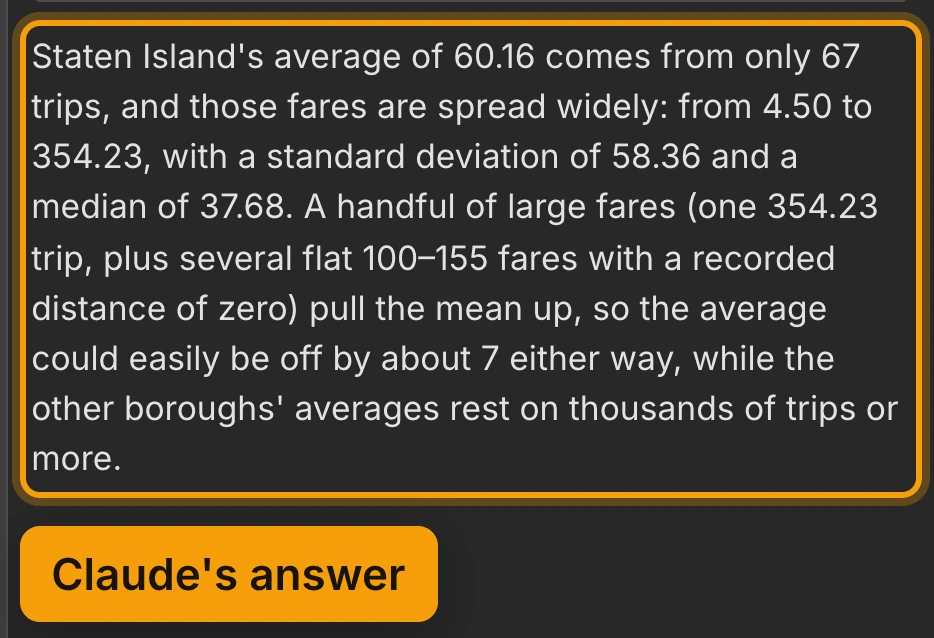 Staten Island's average of 60.16 comes from only 67
trips, and those fares are spread widely: from 4.50 to
354.23, with a standard deviation of 58.36 and a
median of 37.68. A handful of large fares (one 354.23
trip, plus several flat 100–155 fares with a recorded
distance of zero) pull the mean up, so the average
could easily be off by about 7 either way, while the
other boroughs' averages rest on thousands of trips or
more.
Claude's answer